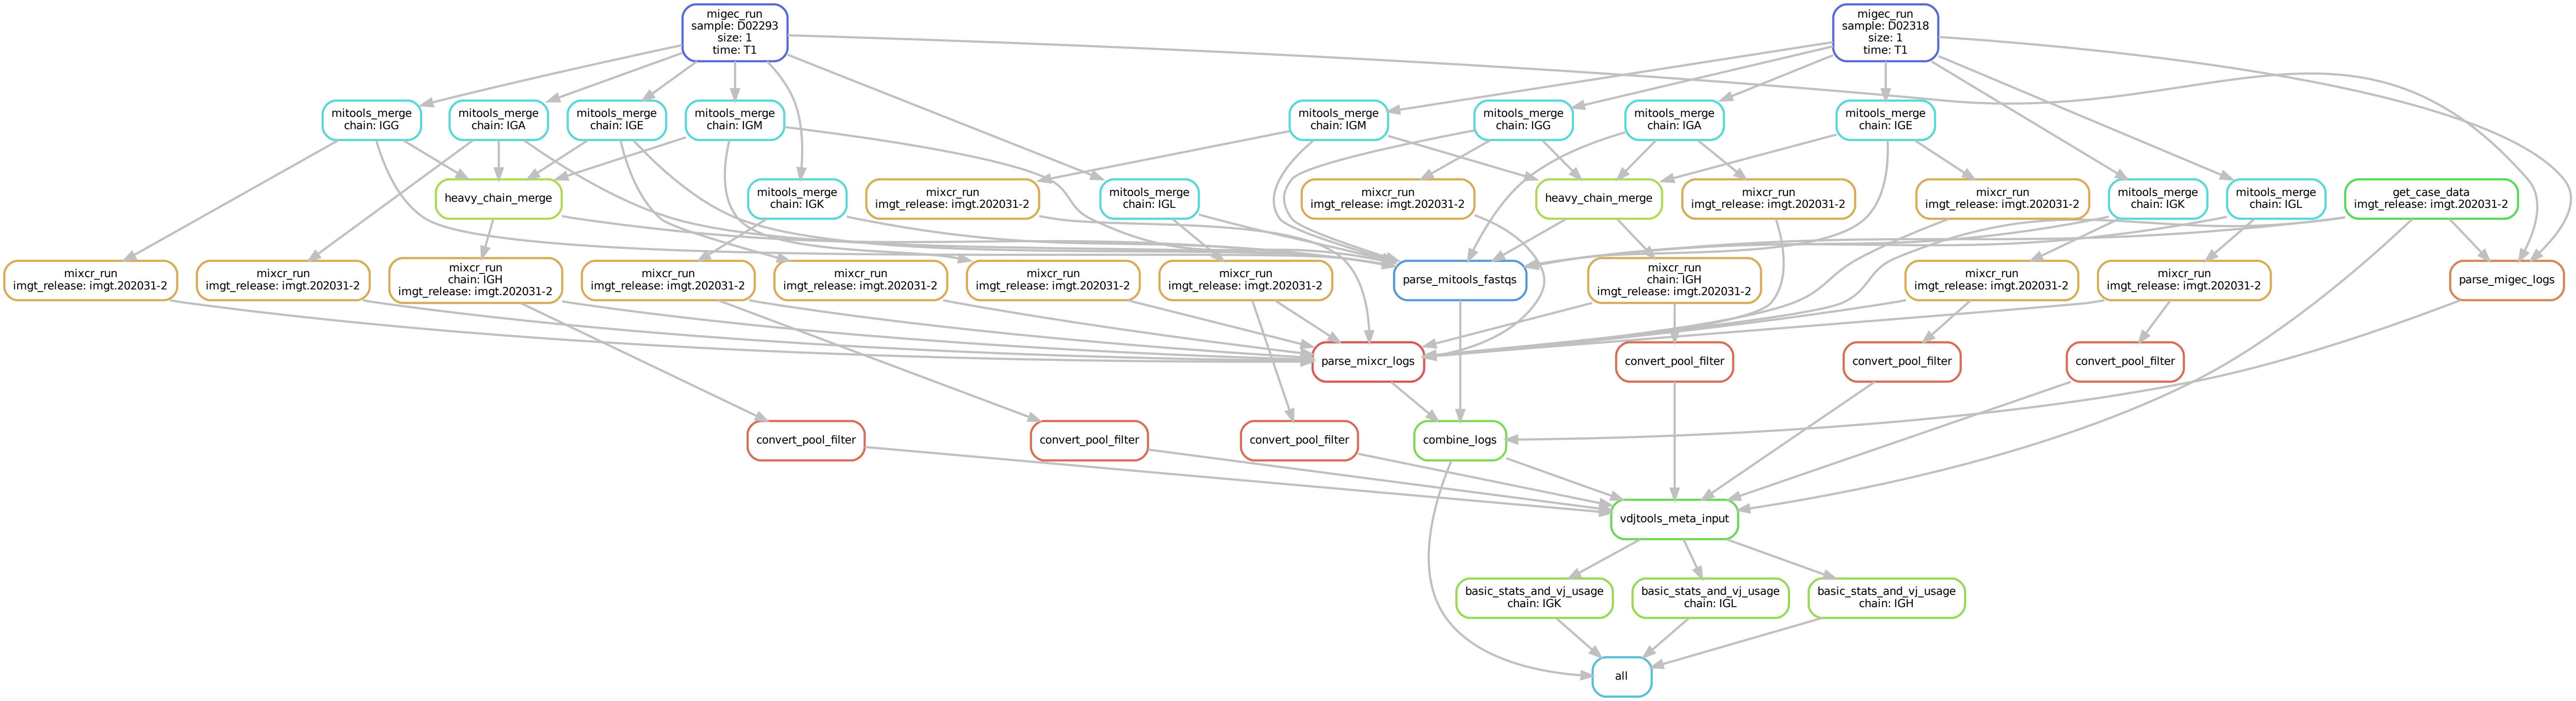 migec_run
sample: D02293
size: 1
time: T1
migec_run
sample: D02318
size: 1
time: T1
mitools_merge
chain: IGG
mitools_merge
chain: IGA
mitools_merge
chain: IGE
mitools_merge
chain: IGM
mitools_merge
chain: IGM
mitools_merge
chain: IGG
mitools_merge
chain: IGA
mitools_merge
chain: IGE
heavy_chain_merge
mitools_merge
chain: IGK
mixcr_run
imgt_release: imgt.202031-2
mitools_merge
chain: IGL
mixcr_run
imgt_release: imgt.202031-2
heavy_chain_merge
mixcr_run
imgt_release: imgt.202031-2
mixcr_run
imgt_release: imgt.202031-2
mitools_merge
chain: IGK
mitools_merge
chain: IGL
get_case_data
imgt_release: imgt.202031-2
mixcr_run
imgt_release: imgt.202031-2
mixcr_run
imgt_release: imgt.202031-2
mixcr_run
chain: IGH
imgt_release: imgt.202031-2
mixcr_run
imgt_release: imgt.202031-2
mixcr_run
imgt_release: imgt.202031-2
mixcr_run
imgt_release: imgt.202031-2
mixcr_run
imgt_release: imgt.202031-2
parse_mitools_fastqs
mixcr_run
chain: IGH
imgt_release: imgt.202031-2
mixcr_run
imgt_release: imgt.202031-2
mixcr_run
imgt_release: imgt.202031-2
parse_migec_logs
parse_mixcr_logs
convert_pool_filter
convert_pool_filter
convert_pool_filter
convert_pool_filter
convert_pool_filter
convert_pool_filter
combine_logs
vdjtools_meta_input
basic_stats_and_vj_usage
chain: IGK
basic_stats_and_vj_usage
chain: IGL
basic_stats_and_vj_usage
chain: IGH
all